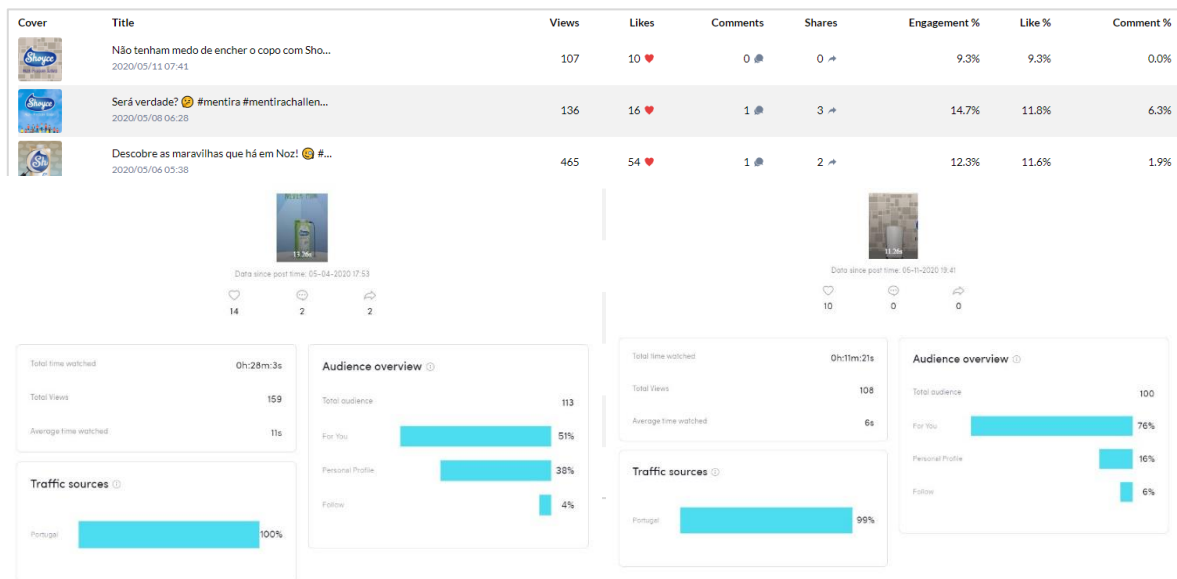 Cover Title Views Likes Comments Shares Engagement % Like % Comment %
Shoyce
Não tenham medo de encher o copo com Sho...
2020/05/11 07:41
107 10 0 0 9.3% 9.3% 0.0%
Shoyce
Será verdade? 🤔 #mentira #mentirachallen...
2020/05/08 06:28
136 16 1 3 14.7% 11.8% 6.3%
Sh
Descobre as maravilhas que há em Noz! 🧐 #...
2020/05/06 05:38
465 54 1 2 12.3% 11.6% 1.9%
13.26s
Data since post time: 05-04-2020 17:53
14 2 2
Total time watched 0h:28m:3s
Total Views 159
Average time watched 11s
Traffic sources
Portugal 100%
Audience overview
Total audience 113
For You 51%
Personal Profile 38%
Follow 4%
11.26s
Data since post time: 05-11-2020 19:41
10 0 0
Total time watched 0h:11m:21s
Total Views 108
Average time watched 6s
Traffic sources
Portugal 99%
Audience overview
Total audience 100
For You 76%
Personal Profile 16%
Follow 6%